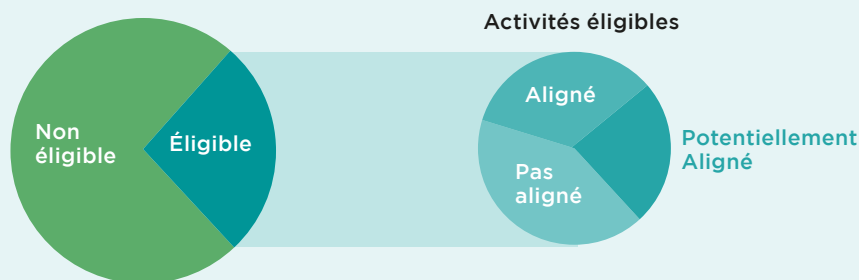 Activités éligibles
Non
éligible
Éligible
Aligné
Potentiellement
Aligné
Pas
aligné